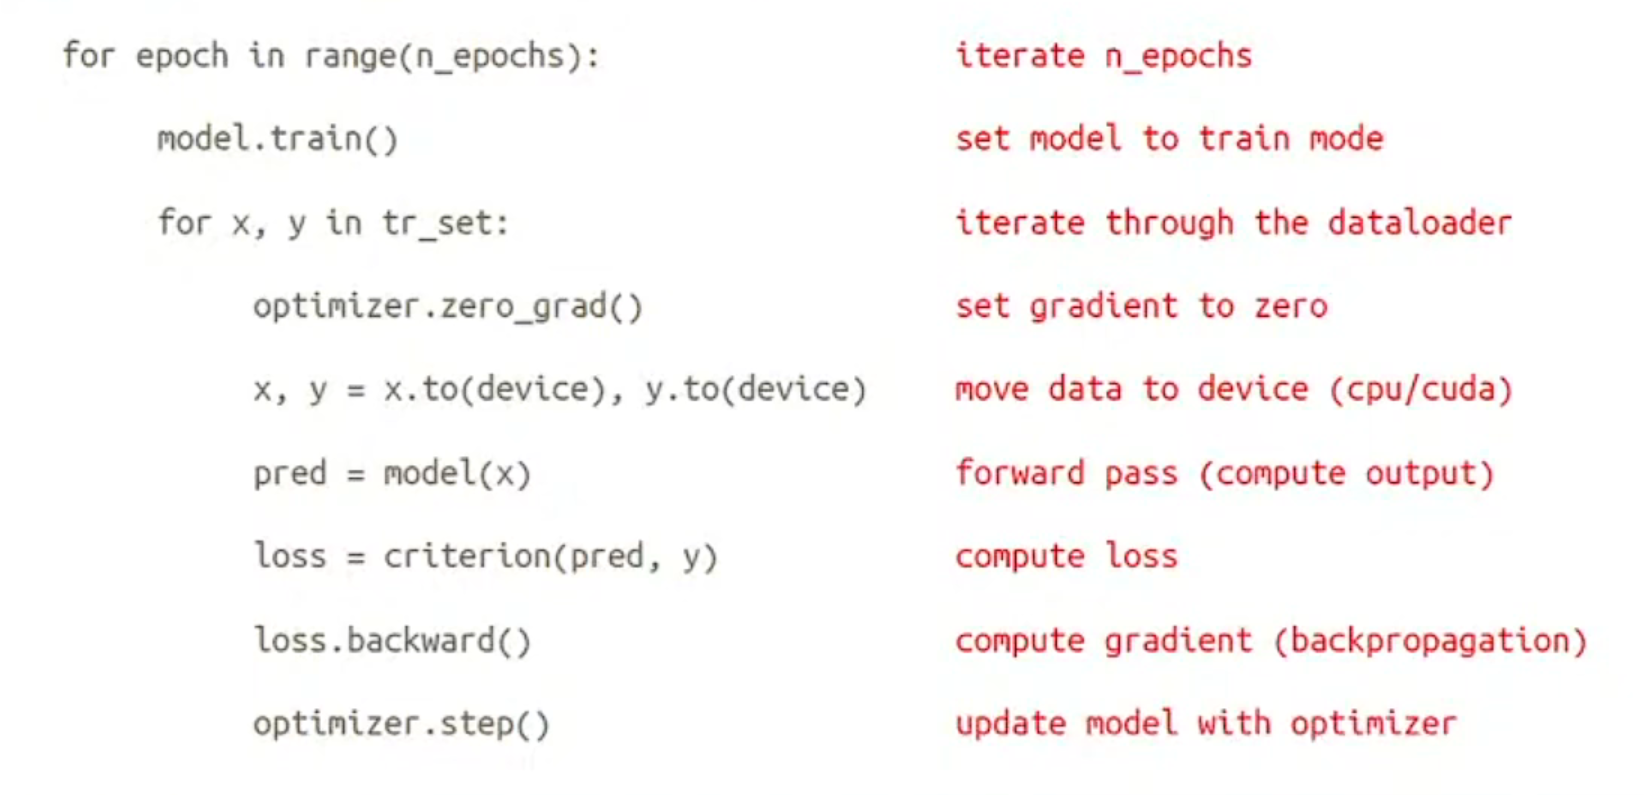 for epoch in range(n_epochs): iterate n_epochs
model.train() set model to train mode
for x, y in tr_set: iterate through the dataloader
optimizer.zero_grad() set gradient to zero
x, y = x.to(device), y.to(device) move data to device (cpu/cuda)
pred = model(x) forward pass (compute output)
loss = criterion(pred, y) compute loss
loss.backward() compute gradient (backpropagation)
optimizer.step() update model with optimizer